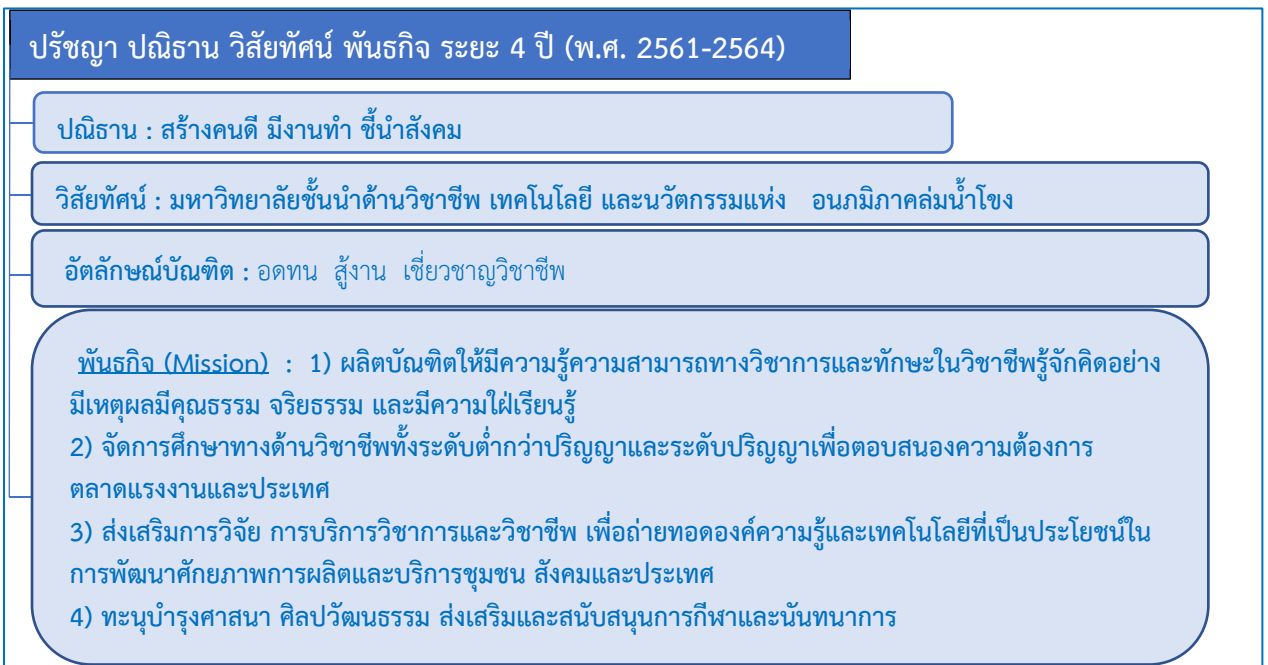 ปรัชญา ปณิธาน วิสัยทัศน์ พันธกิจ ระยะ 4 ปี (พ.ศ. 2561-2564)
ปณิธาน : สร้างคนดี มีงานทำ ชี้นำสังคม
วิสัยทัศน์ : มหาวิทยาลัยชั้นนำด้านวิชาชีพ เทคโนโลยี และนวัตกรรมแห่ง อนภมิภาคลุ่มน้ำโขง
อัตลักษณ์บัณฑิต : อดทน สู้งาน เชี่ยวชาญวิชาชีพ
พันธกิจ (Mission) : 1) ผลิตบัณฑิตให้มีความรู้ความสามารถทางวิชาการและทักษะในวิชาชีพรู้จักคิดอย่าง
มีเหตุผลมีคุณธรรม จริยธรรม และมีความใฝ่เรียนรู้
2) จัดการศึกษาทางด้านวิชาชีพทั้งระดับต่ำกว่าปริญญาและระดับปริญญาเพื่อตอบสนองความต้องการ
ตลาดแรงงานและประเทศ
3) ส่งเสริมการวิจัย การบริการวิชาการและวิชาชีพ เพื่อถ่ายทอดองค์ความรู้และเทคโนโลยีที่เป็นประโยชน์ใน
การพัฒนาศักยภาพการผลิตและบริการชุมชน สังคมและประเทศ
4) ทะนุบำรุงศาสนา ศิลปวัฒนธรรม ส่งเสริมและสนับสนุนการกีฬาและนันทนาการ